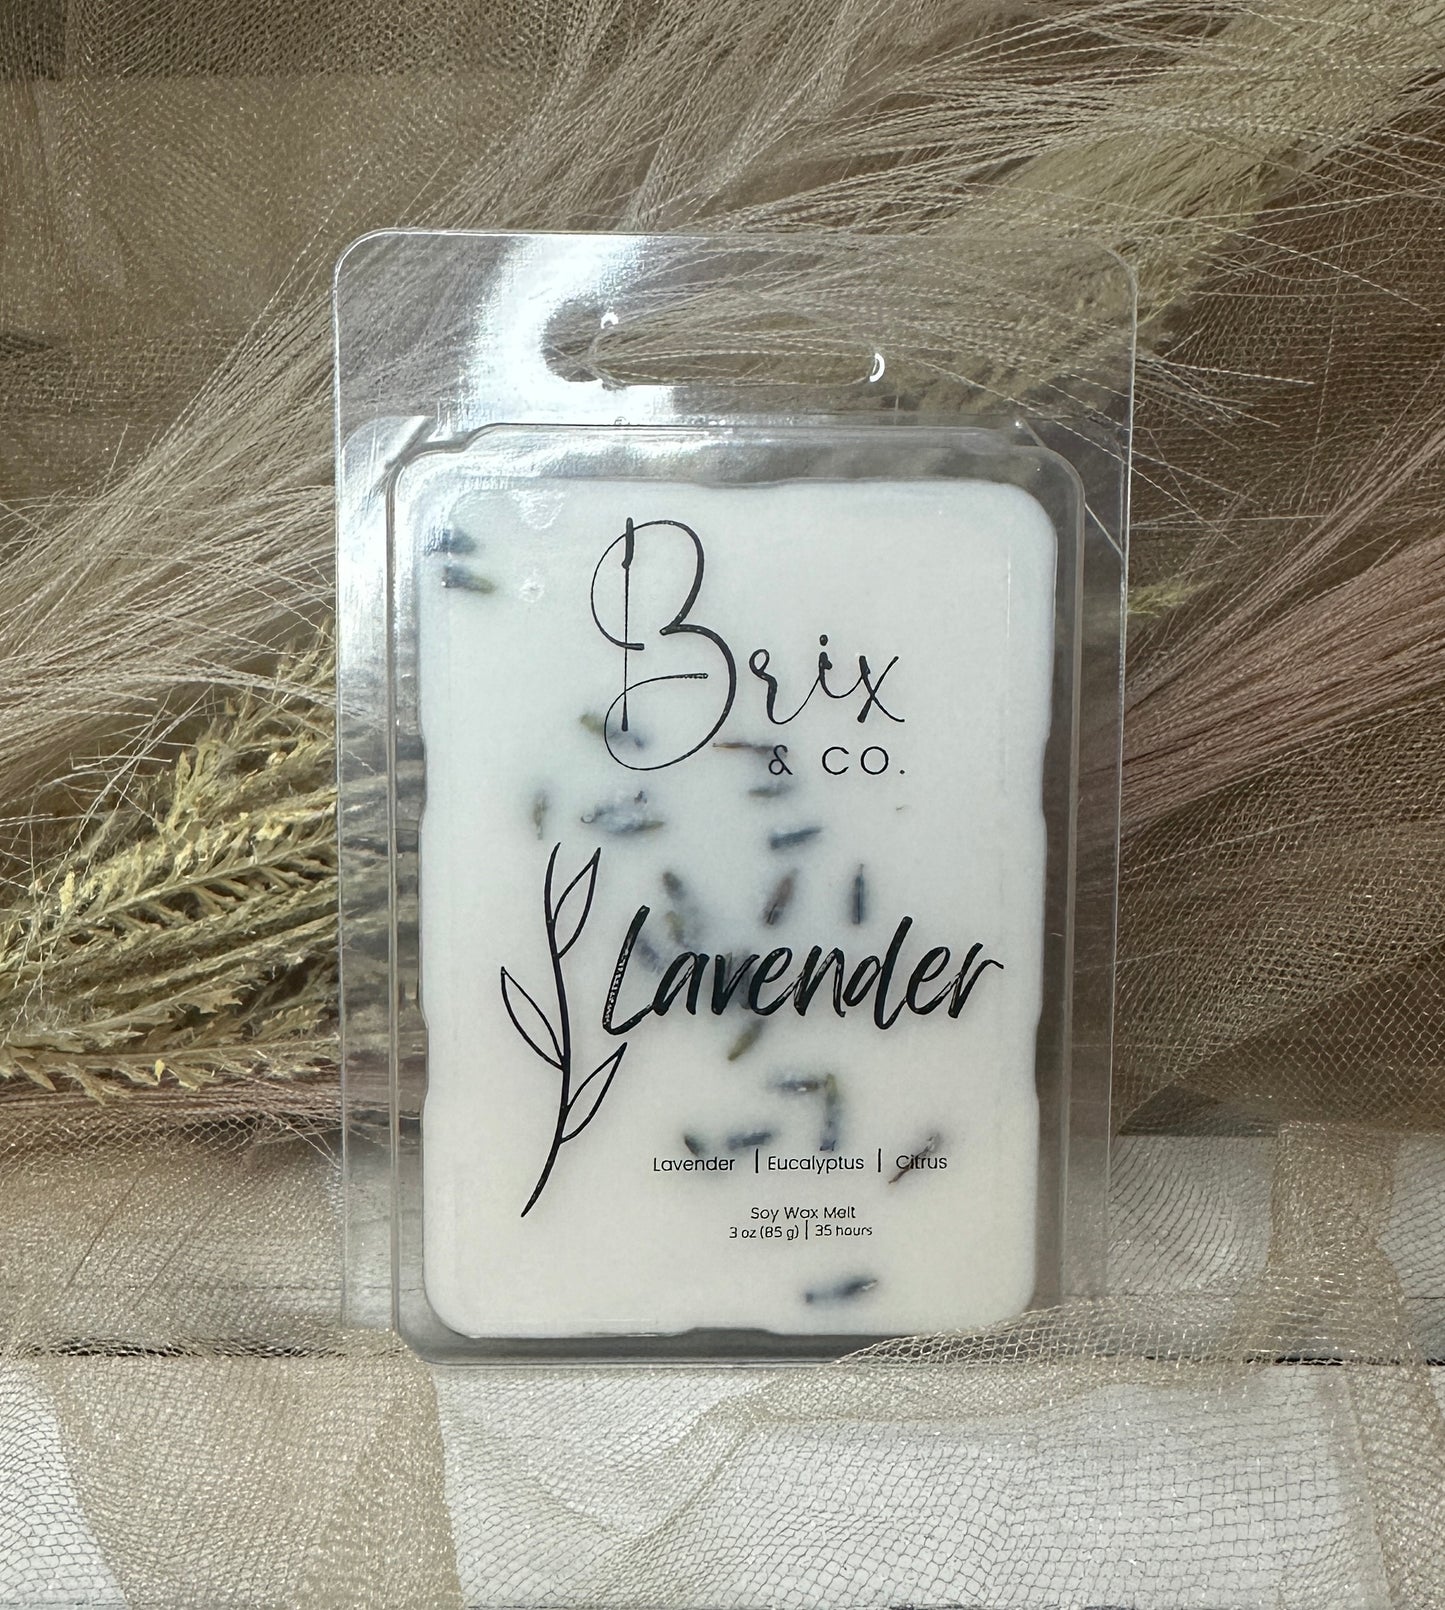 Brix
& CO.
Lavender
Lavender | Eucalyptus | Citrus
Soy Wax Melt
3 oz (85 g) | 35 hours